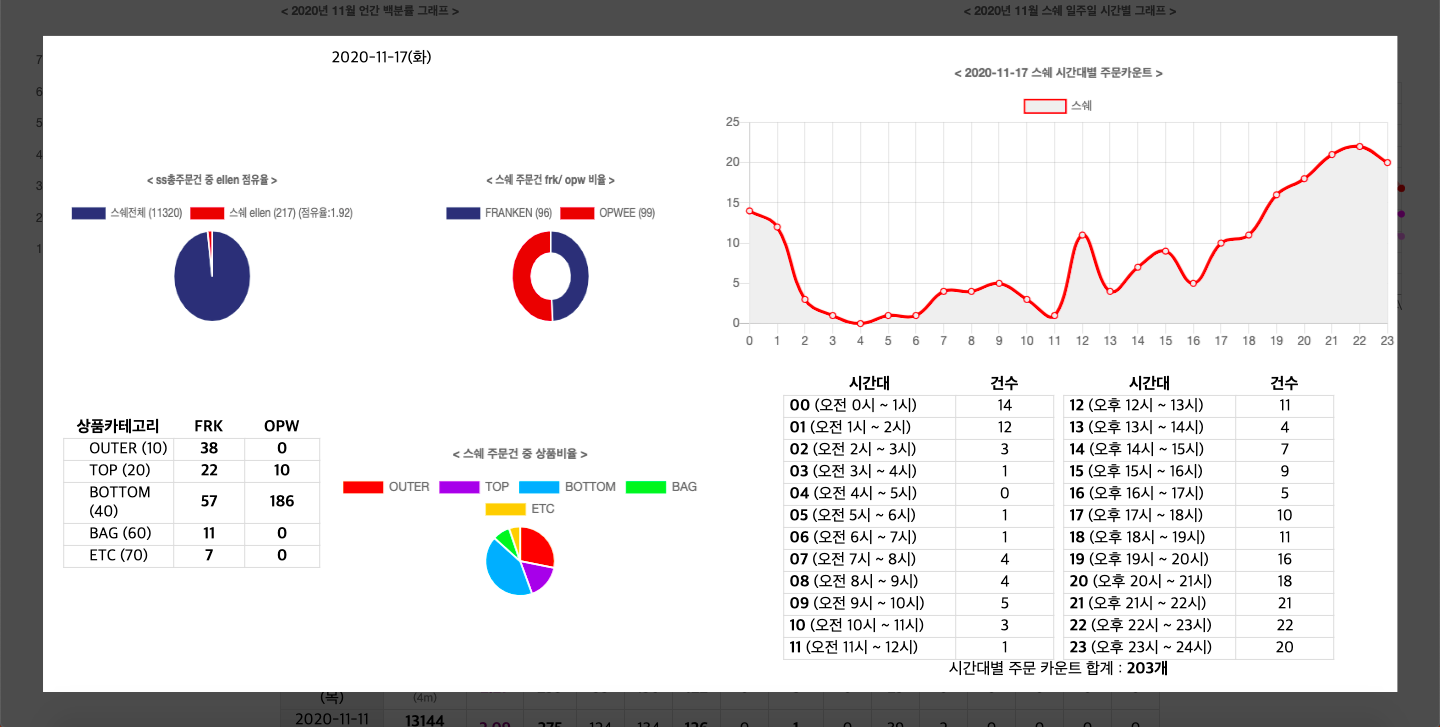 < 2020년 11월 언간 백분률 그래프 >
< 2020년 11월 스쉐 일주일 시간별 그래프 >
7
6
5
4
3
2
1
2020-11-17(화)
< ss총주문건 중 ellen 점유율 >
스쉐전체 (11320)
스쉐 ellen (217) (점유율:1.92)
< 스쉐 주문건 frk/ opw 비율 >
FRANKEN (96)
OPWEE (99)
상품카테고리 FRK OPW
OUTER (10) 38 0
TOP (20) 22 10
BOTTOM
(40) 57 186
BAG (60) 11 0
ETC (70) 7 0
< 스쉐 주문건 중 상품비율 >
OUTER TOP BOTTOM BAG
ETC
< 2020-11-17 스쉐 시간대별 주문카운트 >
스쉐
25
20
15
10
5
0
0 1 2 3 4 5 6 7 8 9 10 11 12 13 14 15 16 17 18 19 20 21 22 23
시간대 건수 시간대 건수
00 (오전 0시 ~ 1시) 14 12 (오후 12시 ~ 13시) 11
01 (오전 1시 ~ 2시) 12 13 (오후 13시 ~ 14시) 4
02 (오전 2시 ~ 3시) 3 14 (오후 14시 ~ 15시) 7
03 (오전 3시 ~ 4시) 1 15 (오후 15시 ~ 16시) 9
04 (오전 4시 ~ 5시) 0 16 (오후 16시 ~ 17시) 5
05 (오전 5시 ~ 6시) 1 17 (오후 17시 ~ 18시) 10
06 (오전 6시 ~ 7시) 1 18 (오후 18시 ~ 19시) 11
07 (오전 7시 ~ 8시) 4 19 (오후 19시 ~ 20시) 16
08 (오전 8시 ~ 9시) 4 20 (오후 20시 ~ 21시) 18
09 (오전 9시 ~ 10시) 5 21 (오후 21시 ~ 22시) 21
10 (오전 10시 ~ 11시) 3 22 (오후 22시 ~ 23시) 22
11 (오전 11시 ~ 12시) 1 23 (오후 23시 ~ 24시) 20
시간대별 주문 카운트 합계 : 203개
(목) (4m)
2020-11-11 13144